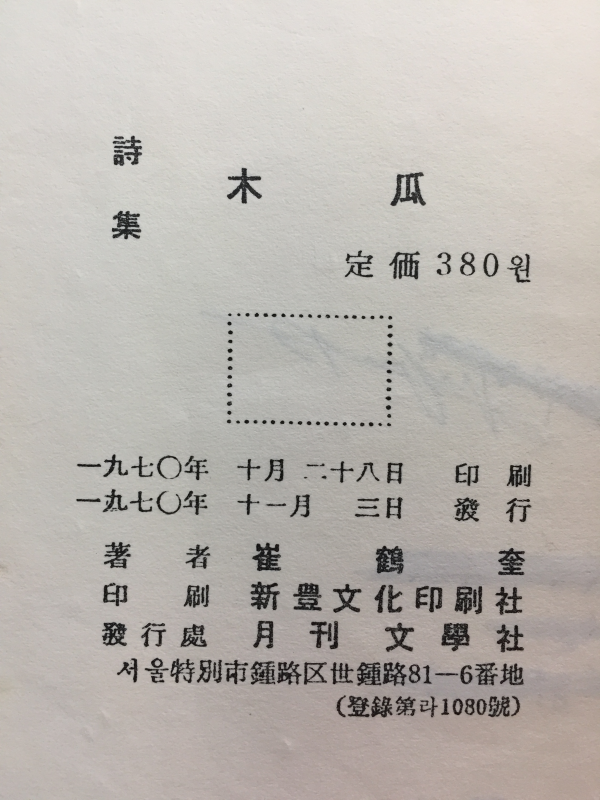 詩集 木瓜
定価 380원
一九七〇年 十月 二十八日 印刷
一九七〇年 十一月 三日 發行
著者 崔鶴奎
印刷 新豊文化印刷社
發行處 月刊 文學社
서울特別市鍾路区世鍾路81—6番地
(登錄第라1080號)